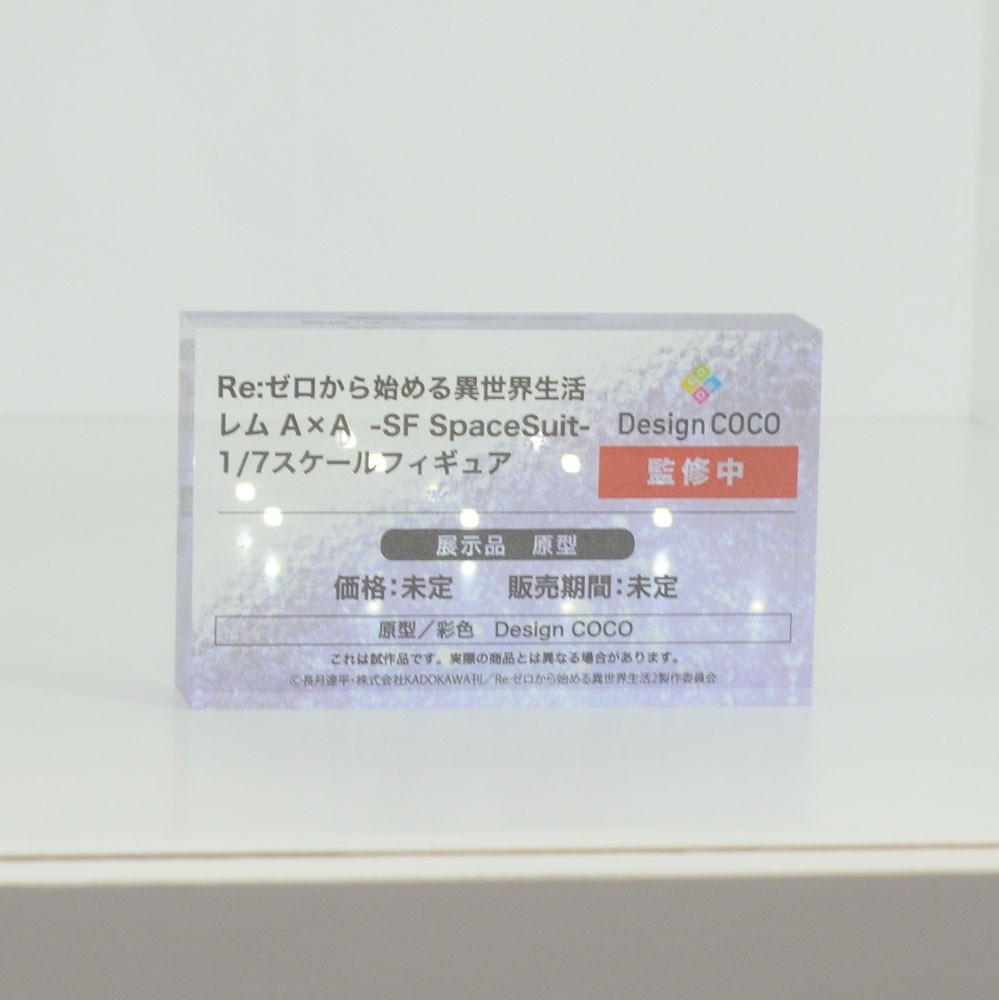 Re:ゼロから始める異世界生活
レム A×A -SF SpaceSuit-
1/7スケールフィギュア
Design COCO
監修中
展示品 原型
価格:未定 販売期間:未定
原型/彩色 Design COCO
これは試作品です。実際の商品とは異なる場合があります。
©長月達平・株式会社KADOKAWA刊/Re:ゼロから始める異世界生活2製作委員会